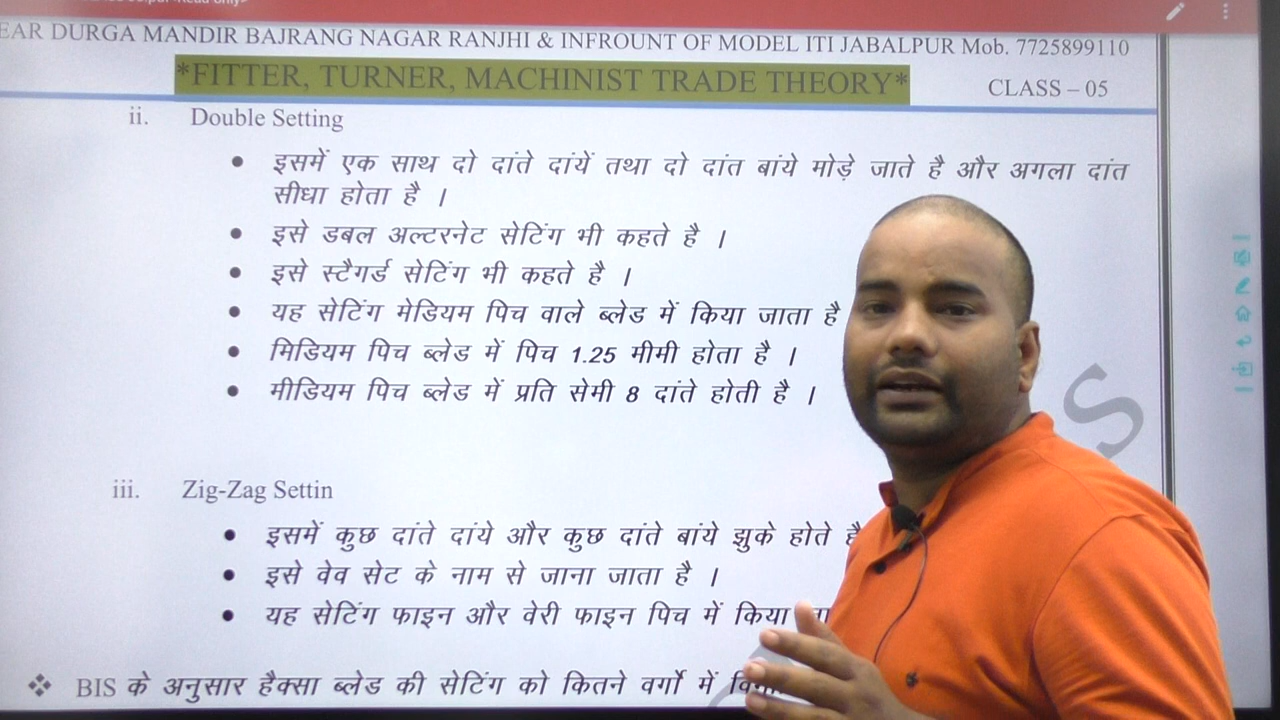 EAR DURGA MANDIR BAJRANG NAGAR RANJHI & INFROUNT OF MODEL ITI JABALPUR Mob. 7725899110
*FITTER, TURNER, MACHINIST TRADE THEORY*
CLASS – 05
ii. Double Setting
• इसमें एक साथ दो दांते दांयें तथा दो दांत बांये मोड़े जाते है और अगला दांत
सीधा होता है ।
• इसे डबल अल्टरनेट सेटिंग भी कहते है ।
• इसे स्टैगर्ड सेटिंग भी कहते है ।
• यह सेटिंग मेडियम पिच वाले ब्लेड में किया जाता है
• मिडियम पिच ब्लेड में पिच 1.25 मीमी होता है ।
• मीडियम पिच ब्लेड में प्रति सेमी 8 दांते होती है ।
iii. Zig-Zag Settin
• इसमें कुछ दांते दांये और कुछ दांते बांये झुके होते है
• इसे वेव सेट के नाम से जाना जाता है ।
• यह सेटिंग फाइन और वेरी फाइन पिच में किया
❖ BIS के अनुसार हैक्सा ब्लेड की सेटिंग को कितने वर्गो में